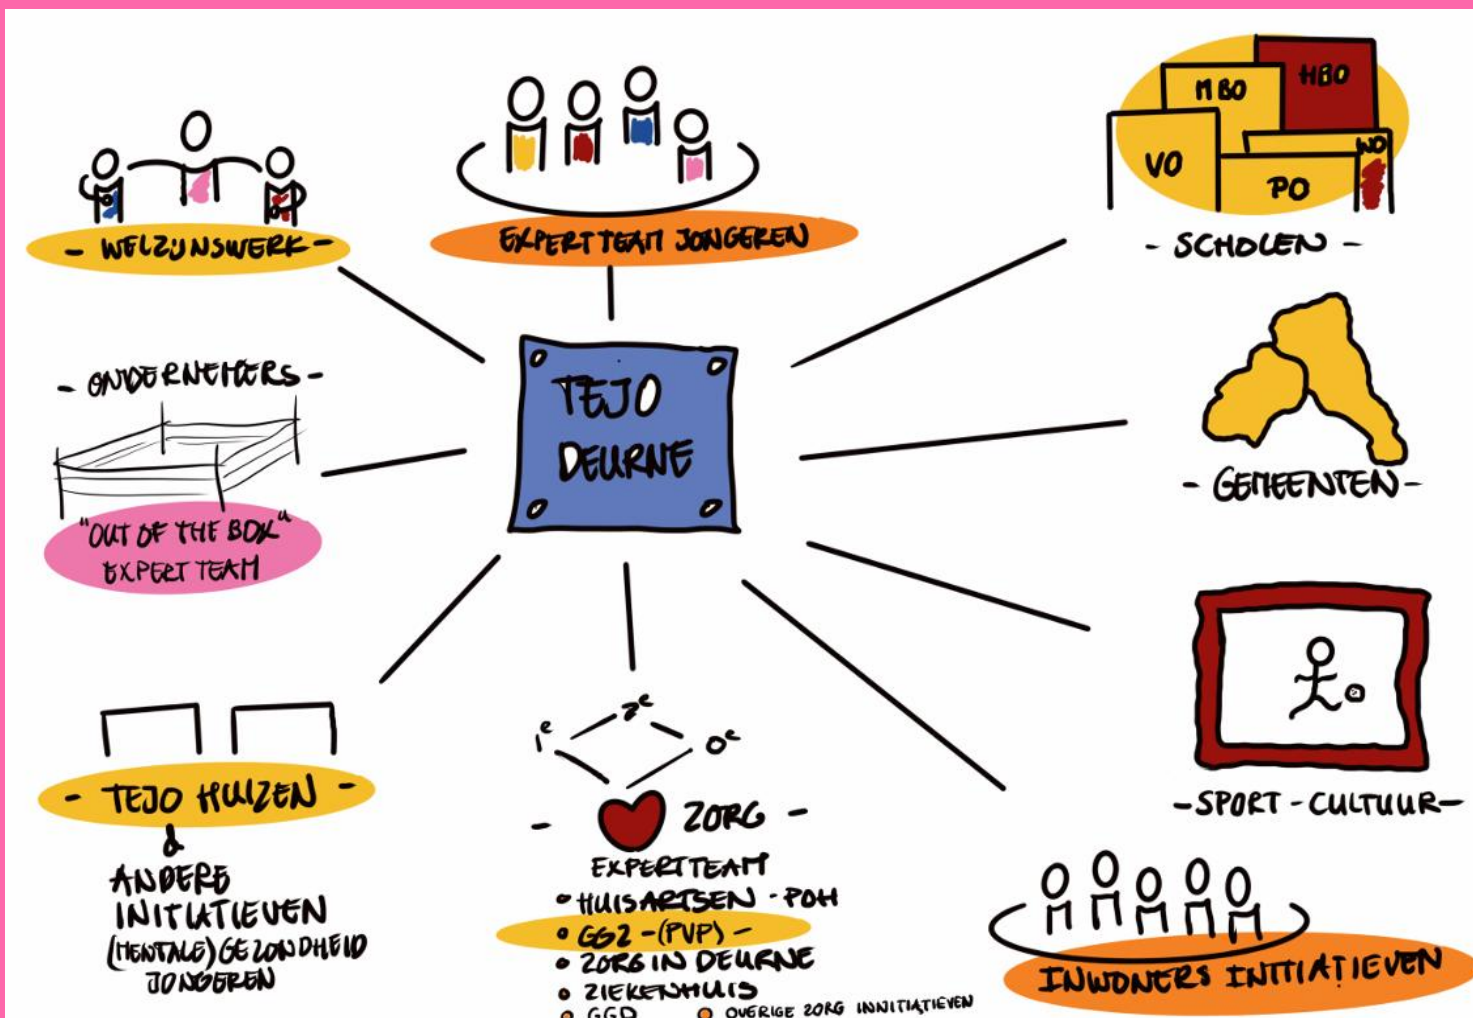 - WELZIJNSWERK -
EXPERT TEAM JONGEREN
HBO
MBO
VO
WO
PO
- SCHOLEN -
- ONDERNEMERS -
"OUT OF THE BOX"
EXPERT TEAM
TEJO
DEURNE
- GEMEENTEN -
- SPORT - CULTUUR -
- TEJO HUIZEN -
&
ANDERE
INITIATIEVEN
(MENTALE) GEZONDHEID
JONGEREN
1e
2e
0e
- ZORG -
EXPERTTEAM
• HUISARTSEN - POH
• GGZ - (PVP) -
• ZORG IN DEURNE
• ZIEKENHUIS
• GGD • OVERIGE ZORG INNITIATIEVEN
INWONERS INITIATIEVEN